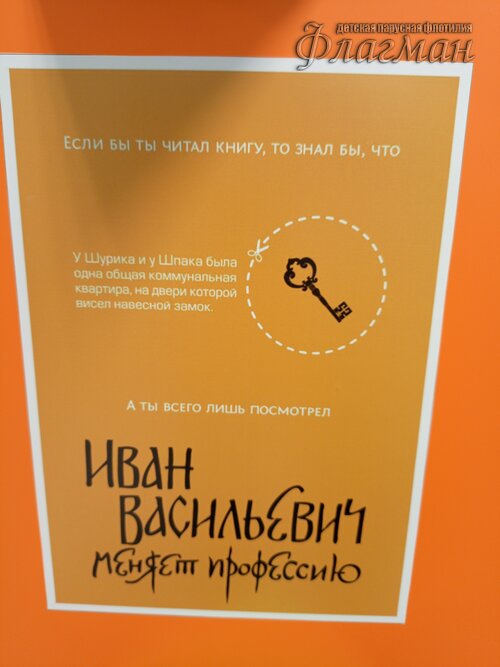 детская парусная флотилия
Флагман
Если бы ты читал книгу, то знал бы, что
У Шурика и у Шпака была
одна общая коммунальная
квартира, на двери которой
висел навесной замок.
А ты всего лишь посмотрел
Иван
Васильевич
меняет профессию